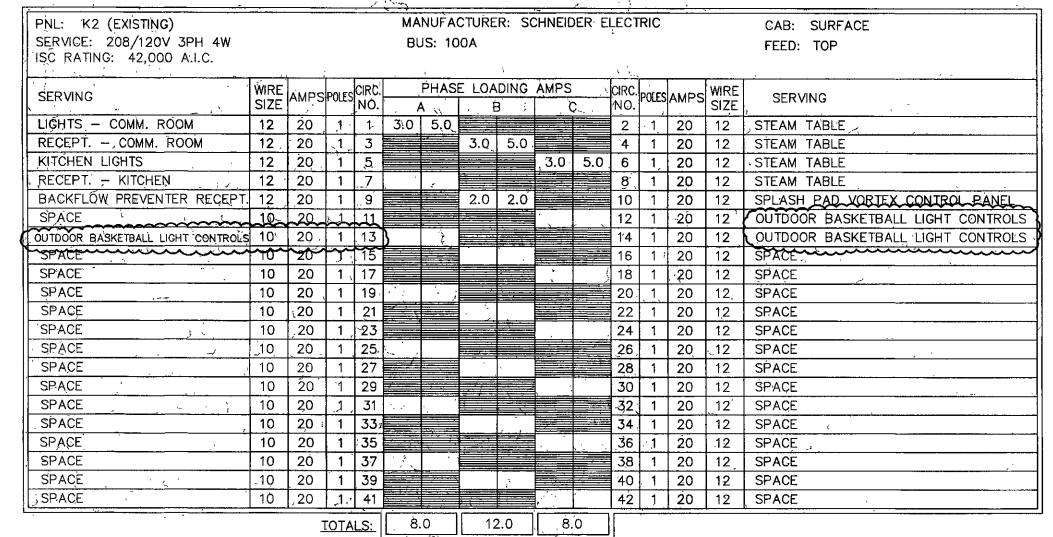 PNL: K2 (EXISTING) MANUFACTURER: SCHNEIDER ELECTRIC CAB: SURFACE
SERVICE: 208/120V 3PH 4W BUS: 100A FEED: TOP
ISC RATING: 42,000 A.I.C.
SERVING WIRE SIZE AMPS POLES CIRC. NO. PHASE LOADING AMPS CIRC. NO. POLES AMPS WIRE SIZE SERVING
A B C
LIGHTS – COMM. ROOM 12 20 1 1 3.0 5.0 2 1 20 12 STEAM TABLE
RECEPT. – COMM. ROOM 12 20 1 3 3.0 5.0 4 1 20 12 STEAM TABLE
KITCHEN LIGHTS 12 20 1 5 3.0 5.0 6 1 20 12 STEAM TABLE
RECEPT. – KITCHEN 12 20 1 7 8 1 20 12 STEAM TABLE
BACKFLOW PREVENTER RECEPT. 12 20 1 9 2.0 2.0 10 1 20 12 SPLASH PAD VORTEX CONTROL PANEL
SPACE 10 20 1 11 12 1 20 12 OUTDOOR BASKETBALL LIGHT CONTROLS
OUTDOOR BASKETBALL LIGHT CONTROLS 10 20 1 13 14 1 20 12 OUTDOOR BASKETBALL LIGHT CONTROLS
SPACE 10 20 1 15 16 1 20 12 SPACE
SPACE 10 20 1 17 18 1 20 12 SPACE
SPACE 10 20 1 19 20 1 20 12 SPACE
SPACE 10 20 1 21 22 1 20 12 SPACE
SPACE 10 20 1 23 24 1 20 12 SPACE
SPACE 10 20 1 25 26 1 20 12 SPACE
SPACE 10 20 1 27 28 1 20 12 SPACE
SPACE 10 20 1 29 30 1 20 12 SPACE
SPACE 10 20 1 31 32 1 20 12 SPACE
SPACE 10 20 1 33 34 1 20 12 SPACE
SPACE 10 20 1 35 36 1 20 12 SPACE
SPACE 10 20 1 37 38 1 20 12 SPACE
SPACE 10 20 1 39 40 1 20 12 SPACE
SPACE 10 20 1 41 42 1 20 12 SPACE
TOTALS: 8.0 12.0 8.0